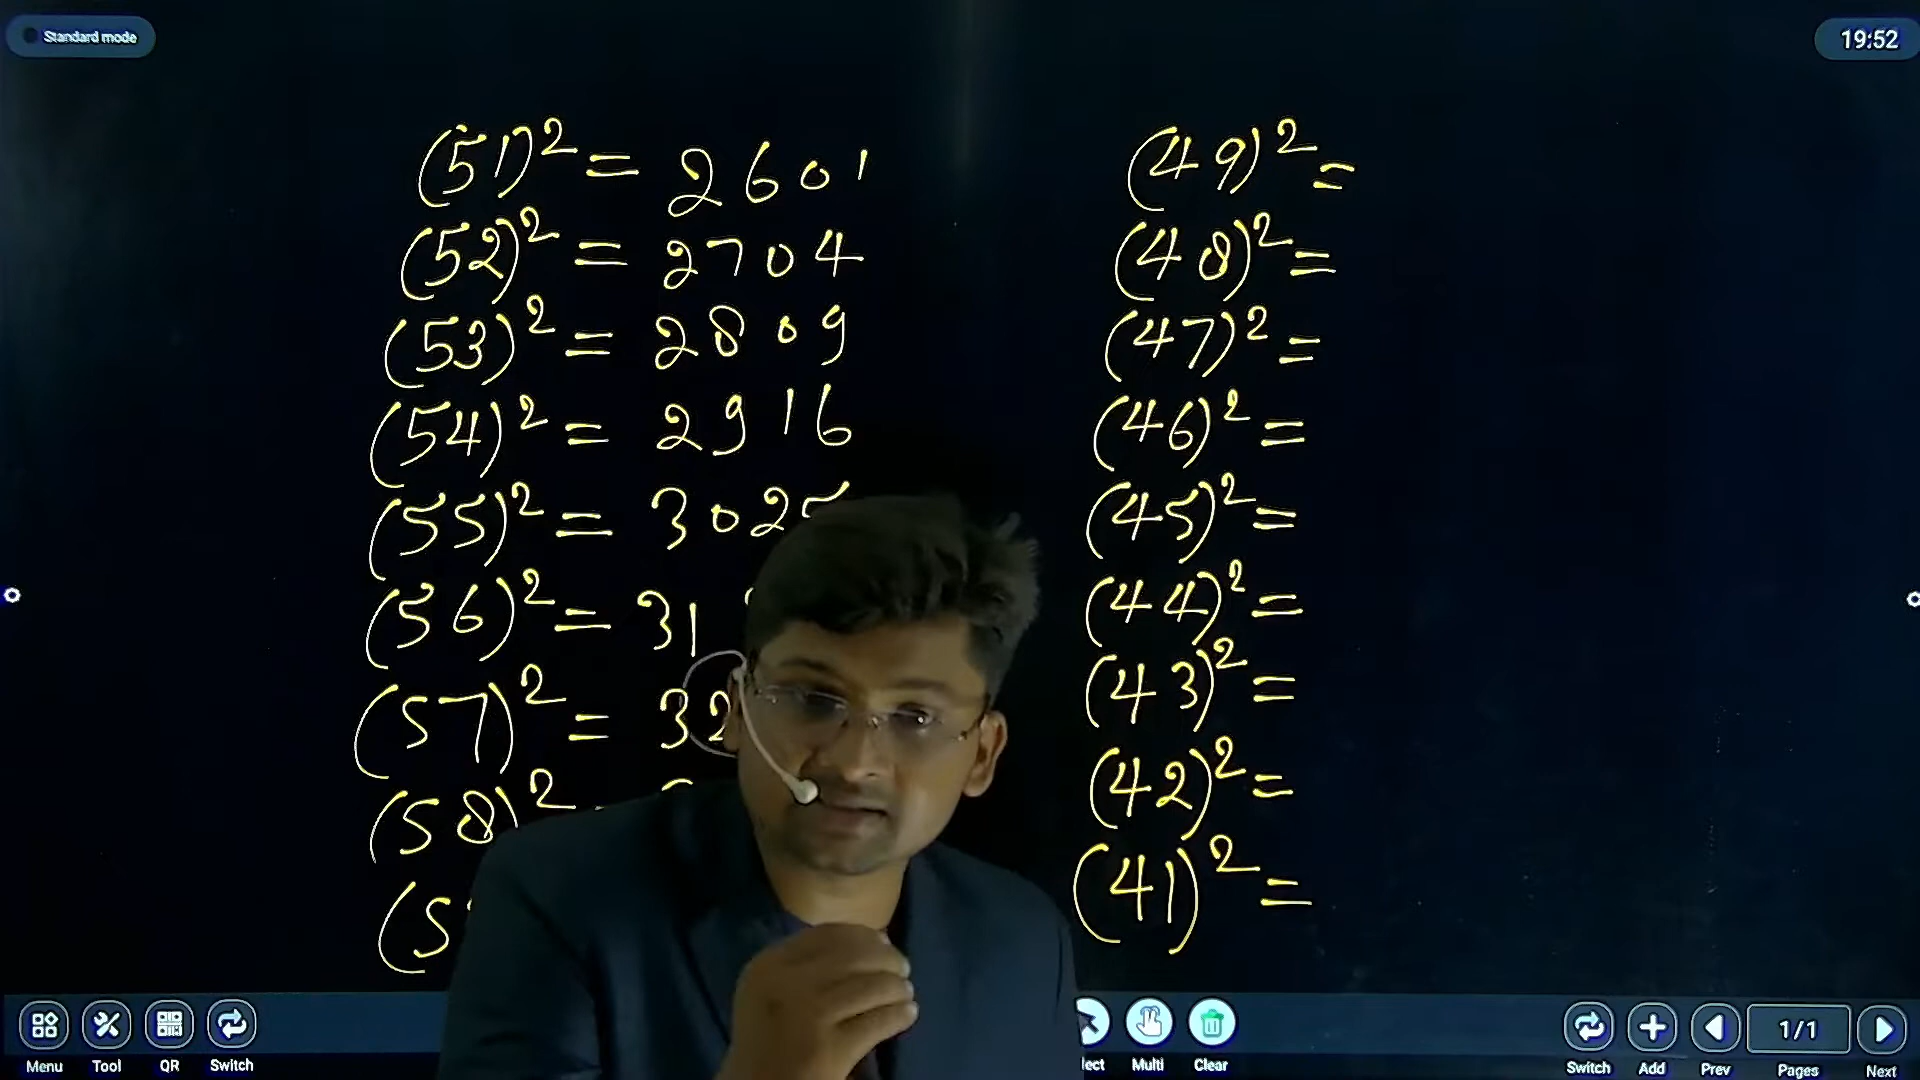 Standard mode
19:52
(51)² = 2601
(52)² = 2704
(53)² = 2809
(54)² = 2916
(55)² = 302
(56)² = 31
(57)² = 32
(58)²
(5
(49)² =
(48)² =
(47)² =
(46)² =
(45)² =
(44)² =
(43)² =
(42)² =
(41)² =
Menu Tool QR Switch Multi Clear Switch Add Prev 1/1 Pages Next